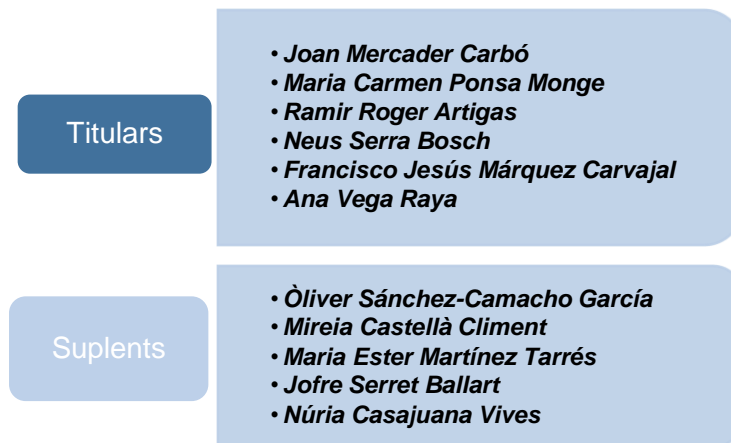 Titulars
• Joan Mercader Carbó
• Maria Carmen Ponsa Monge
• Ramir Roger Artigas
• Neus Serra Bosch
• Francisco Jesús Márquez Carvajal
• Ana Vega Raya
Suplents
• Òliver Sánchez-Camacho García
• Mireia Castellà Climent
• Maria Ester Martínez Tarrés
• Jofre Serret Ballart
• Núria Casajuana Vives